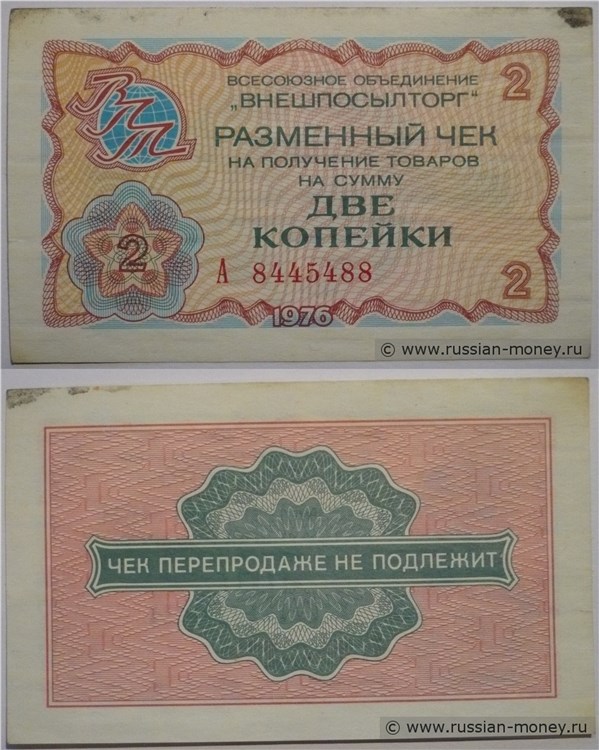 ВПТ
ВСЕСОЮЗНОЕ ОБЪЕДИНЕНИЕ
„ВНЕШПОСЫЛТОРГ"
2
РАЗМЕННЫЙ ЧЕК
НА ПОЛУЧЕНИЕ ТОВАРОВ
НА СУММУ
ДВЕ
КОПЕЙКИ
2
А 8445488
2
1976
© www.russian-money.ru
ЧЕК ПЕРЕПРОДАЖЕ НЕ ПОДЛЕЖИТ
© www.russian-money.ru